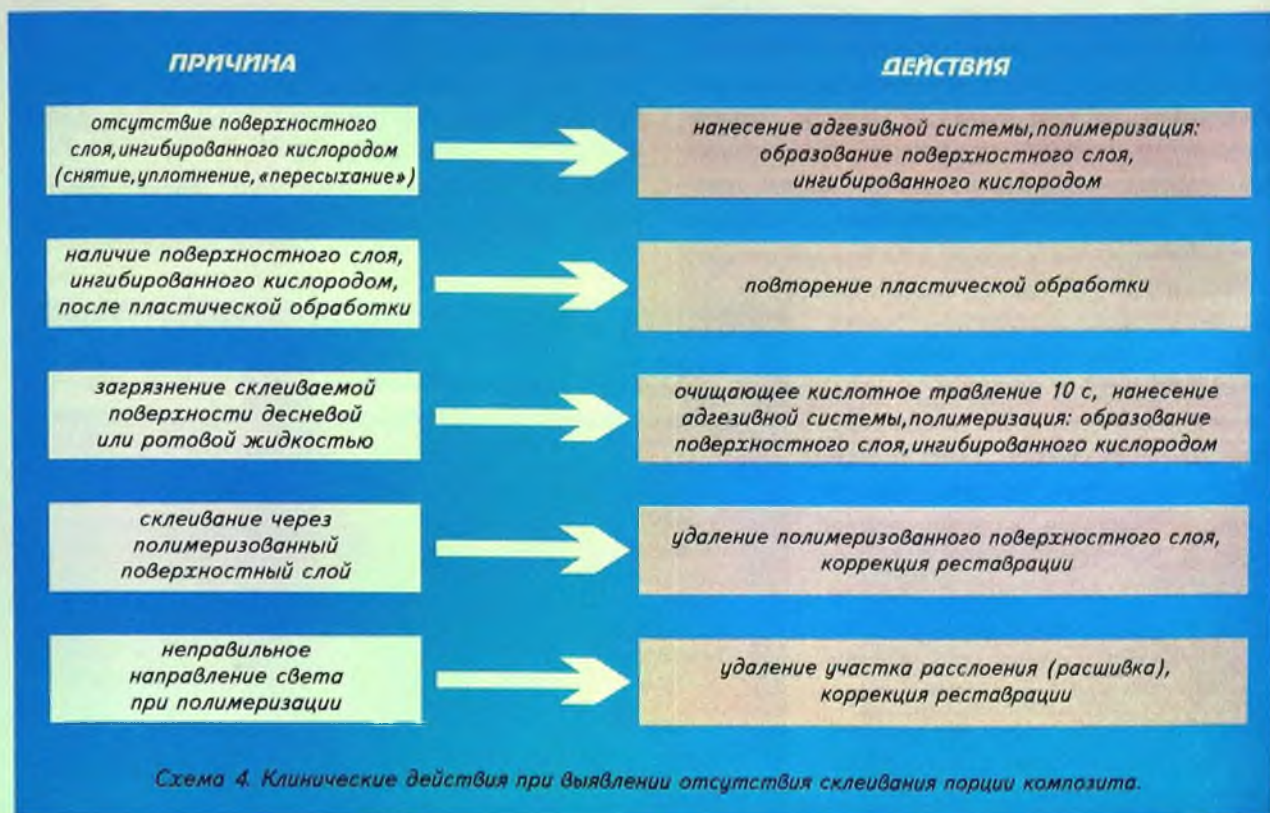 ПРИЧИНА
ДЕЙСТВИЯ
отсутствие поверхностного
слоя, ингибированного кислородом
(снятие, уплотнение, «пересыхание»)
нанесение адгезивной системы, полимеризация:
образование поверхностного слоя,
ингибированного кислородом
наличие поверхностного слоя,
ингибированного кислородом,
после пластической обработки
повторение пластической обработки
загрязнение склеиваемой
поверхности десневой
или ротовой жидкостью
очищающее кислотное травление 10 с, нанесение
адгезивной системы, полимеризация: образование
поверхностного слоя, ингибированного кислородом
склеивание через
полимеризованный
поверхностный слой
удаление полимеризованного поверхностного слоя,
коррекция реставрации
неправильное
направление света
при полимеризации
удаление участка расслоения (расшивка),
коррекция реставрации
Схема 4. Клинические действия при выявлении отсутствия склеивания порции композита.